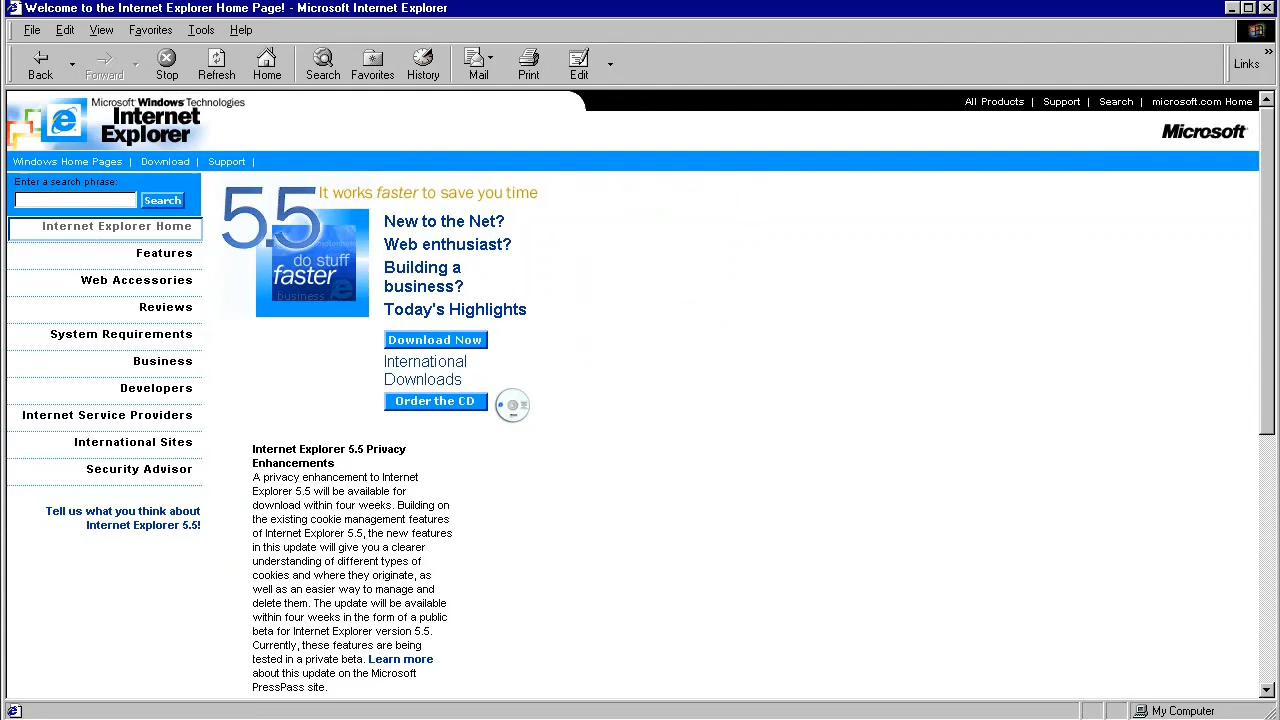 Welcome to the Internet Explorer Home Page! - Microsoft Internet Explorer
File Edit View Favorites Tools Help
Back Forward Stop Refresh Home Search Favorites History Mail Print Edit Links
All Products | Support | Search | microsoft.com Home
Microsoft Windows Technologies
Internet
Explorer
Microsoft
Windows Home Pages | Download | Support |
Enter a search phrase:
Search
Internet Explorer Home
Features
Web Accessories
Reviews
System Requirements
Business
Developers
Internet Service Providers
International Sites
Security Advisor
Tell us what you think about
Internet Explorer 5.5!
5.5 It works faster to save you time
do stuff
faster
Business
New to the Net?
Web enthusiast?
Building a
business?
Today's Highlights
Download Now
International
Downloads
Order the CD
Internet Explorer 5.5 Privacy
Enhancements
A privacy enhancement to Internet
Explorer 5.5 will be available for
download within four weeks. Building on
the existing cookie management features
of Internet Explorer 5.5, the new features
in this update will give you a clearer
understanding of different types of
cookies and where they originate, as
well as an easier way to manage and
delete them. The update will be available
within four weeks in the form of a public
beta for Internet Explorer version 5.5.
Currently, these features are being
tested in a private beta. Learn more
about this update on the Microsoft
PressPass site.
My Computer